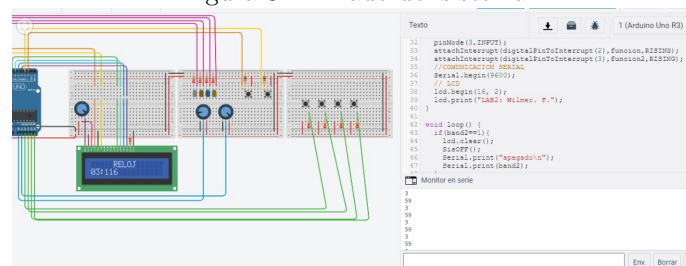 Texto
1 (Arduino Uno R3)
32 pinMode(3,INPUT);
33 attachInterrupt(digitalPinToInterrupt(2),funcion,RISING);
34 attachInterrupt(digitalPinToInterrupt(3),funcion2,RISING);
35 //COMUNICACION SERIAL
36 Serial.begin(9600);
37 // LCD
38 lcd.begin(16, 2);
39 lcd.print("LAB2: Wilmer. F.");
40 }
41
42 void loop() {
43 if(band2==1){
44 lcd.clear();
45 SisOFF();
46 Serial.print("apagado\n");
47 Serial.print(band2);
UNO
RELOJ
03:116
Monitor en serie
3
59
3
59
3
59
3
59
Env.
Borrar